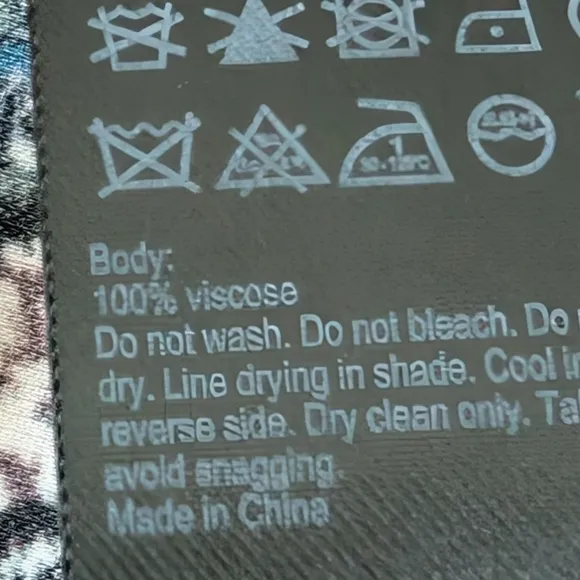 1
Body:
100% viscose
Do not wash. Do not bleach. Do
dry. Line drying in shade. Cool
reverse side. Dry clean only.
avoid snagging.
Made in China